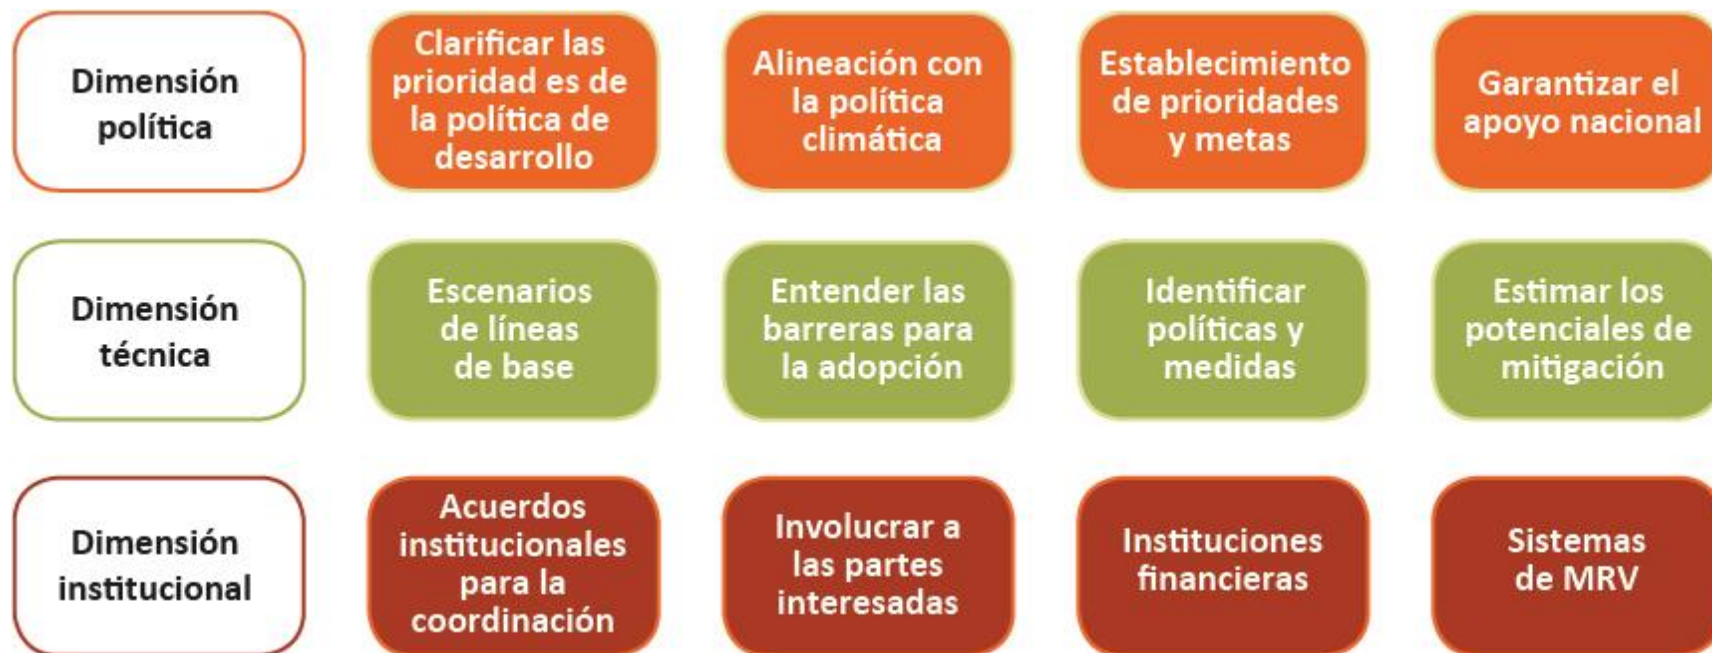 Dimensión
política
Clarificar las
prioridad es de
la política de
desarrollo
Alineación con
la política
climática
Establecimiento
de prioridades
y metas
Garantizar el
apoyo nacional
Dimensión
técnica
Escenarios
de líneas
de base
Entender las
barreras para
la adopción
Identificar
políticas y
medidas
Estimar los
potenciales de
mitigación
Dimensión
institucional
Acuerdos
institucionales
para la
coordinación
Involucrar a
las partes
interesadas
Instituciones
financieras
Sistemas
de MRV